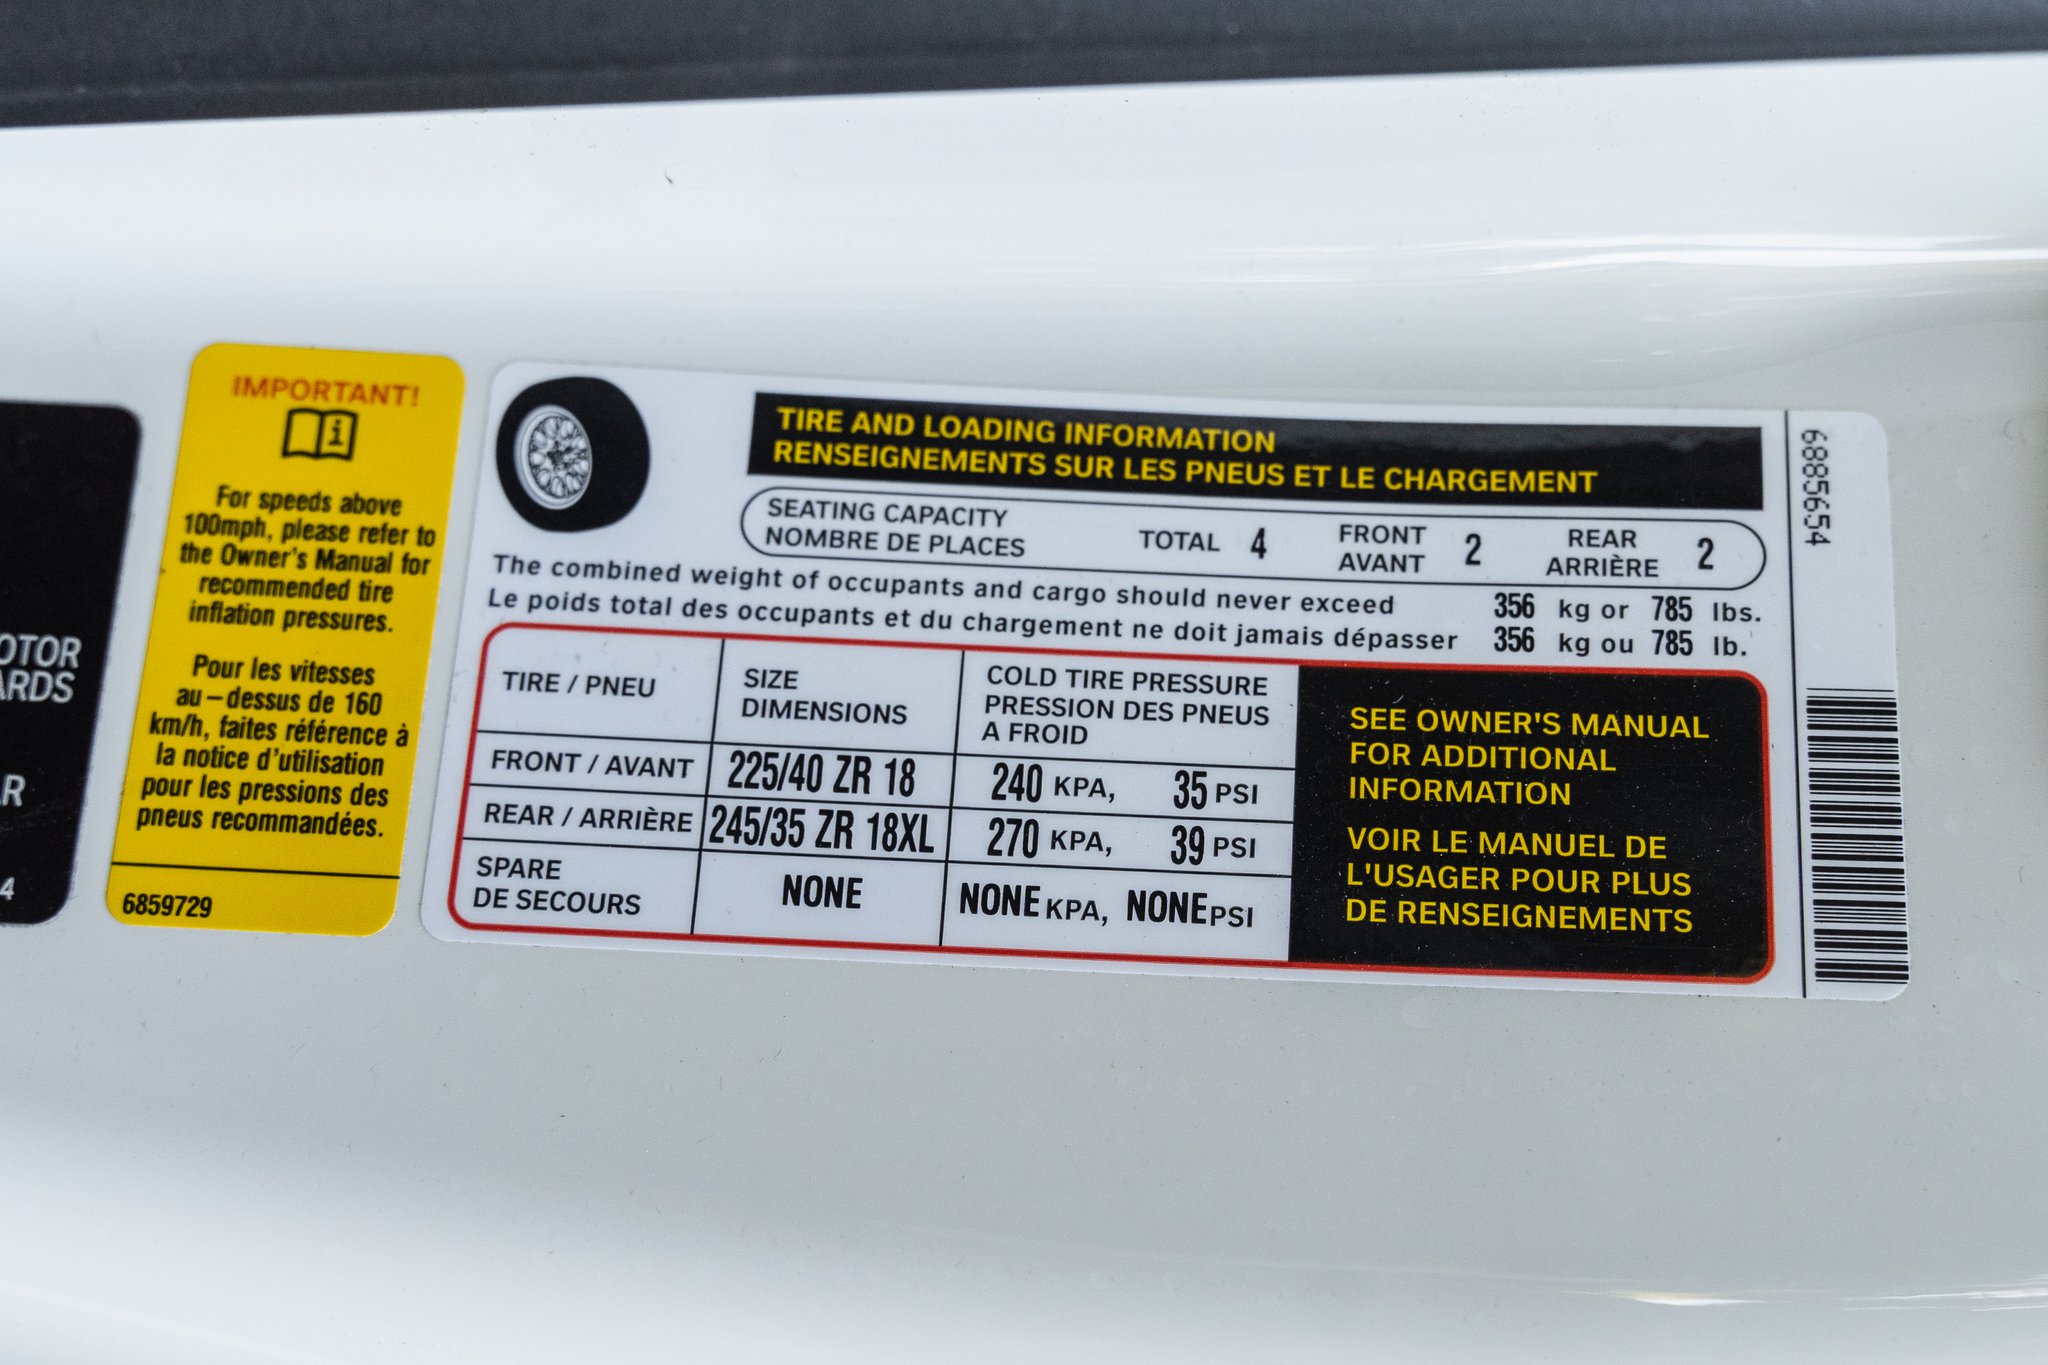 OTOR
ARDS
R
4
IMPORTANT!
i
For speeds above
100mph, please refer to
the Owner's Manual for
recommended tire
inflation pressures.
Pour les vitesses
au – dessus de 160
km/h, faites référence à
la notice d'utilisation
pour les pressions des
pneus recommandées.
6859729
TIRE AND LOADING INFORMATION
RENSEIGNEMENTS SUR LES PNEUS ET LE CHARGEMENT
SEATING CAPACITY
NOMBRE DE PLACES
TOTAL 4
FRONT
AVANT
2
REAR
ARRIÈRE
2
The combined weight of occupants and cargo should never exceed 356 kg or 785 lbs.
Le poids total des occupants et du chargement ne doit jamais dépasser 356 kg ou 785 lb.
TIRE / PNEU
SIZE
DIMENSIONS
COLD TIRE PRESSURE
PRESSION DES PNEUS
A FROID
FRONT / AVANT 225/40 ZR 18 240 KPA, 35 PSI
REAR / ARRIÈRE 245/35 ZR 18XL 270 KPA, 39 PSI
SPARE
DE SECOURS
NONE NONE KPA, NONE PSI
SEE OWNER'S MANUAL
FOR ADDITIONAL
INFORMATION
VOIR LE MANUEL DE
L'USAGER POUR PLUS
DE RENSEIGNEMENTS
6885654